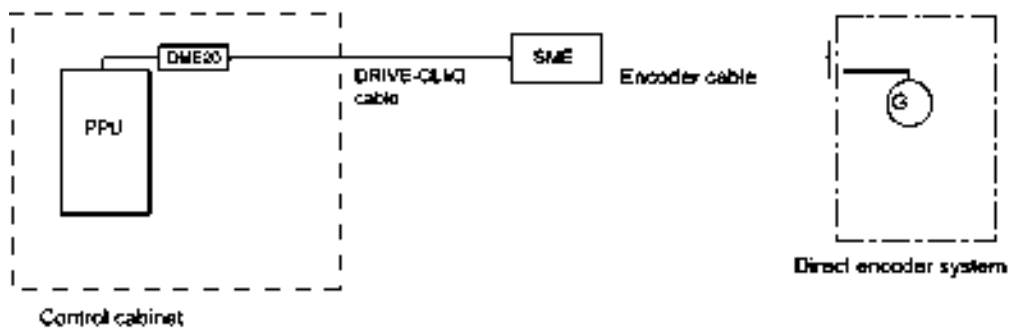 DME20
SME
DRIVE-CLiQ
cable
Encoder cable
PPU
G
Direct encoder system
Control cabinet